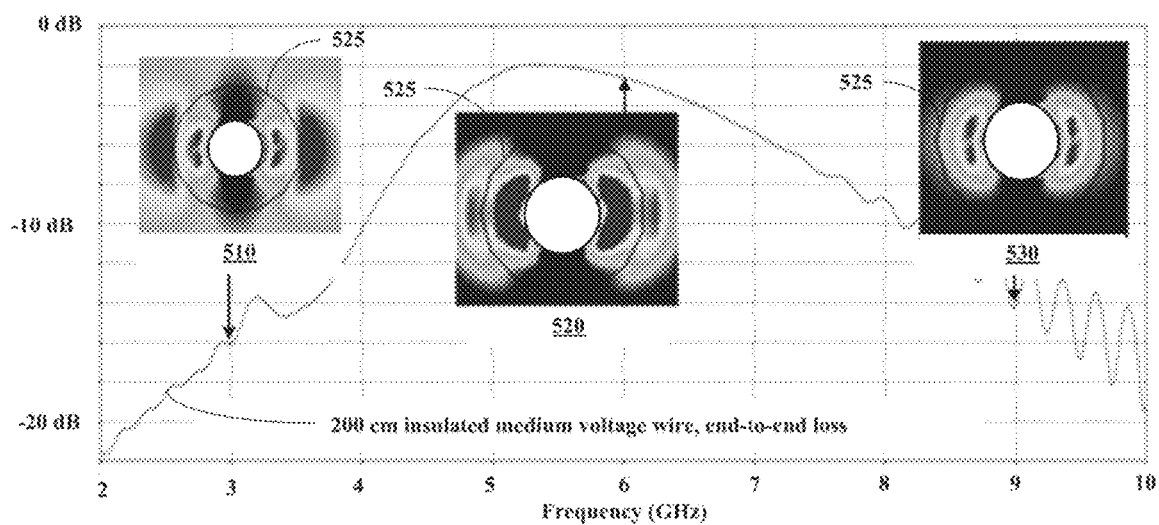 0 dB
525
525
525
-10 dB
510
520
530
-20 dB
200 cm insulated medium voltage wire, end-to-end loss
2 3 4 5 6 7 8 9 10
Frequency (GHz)